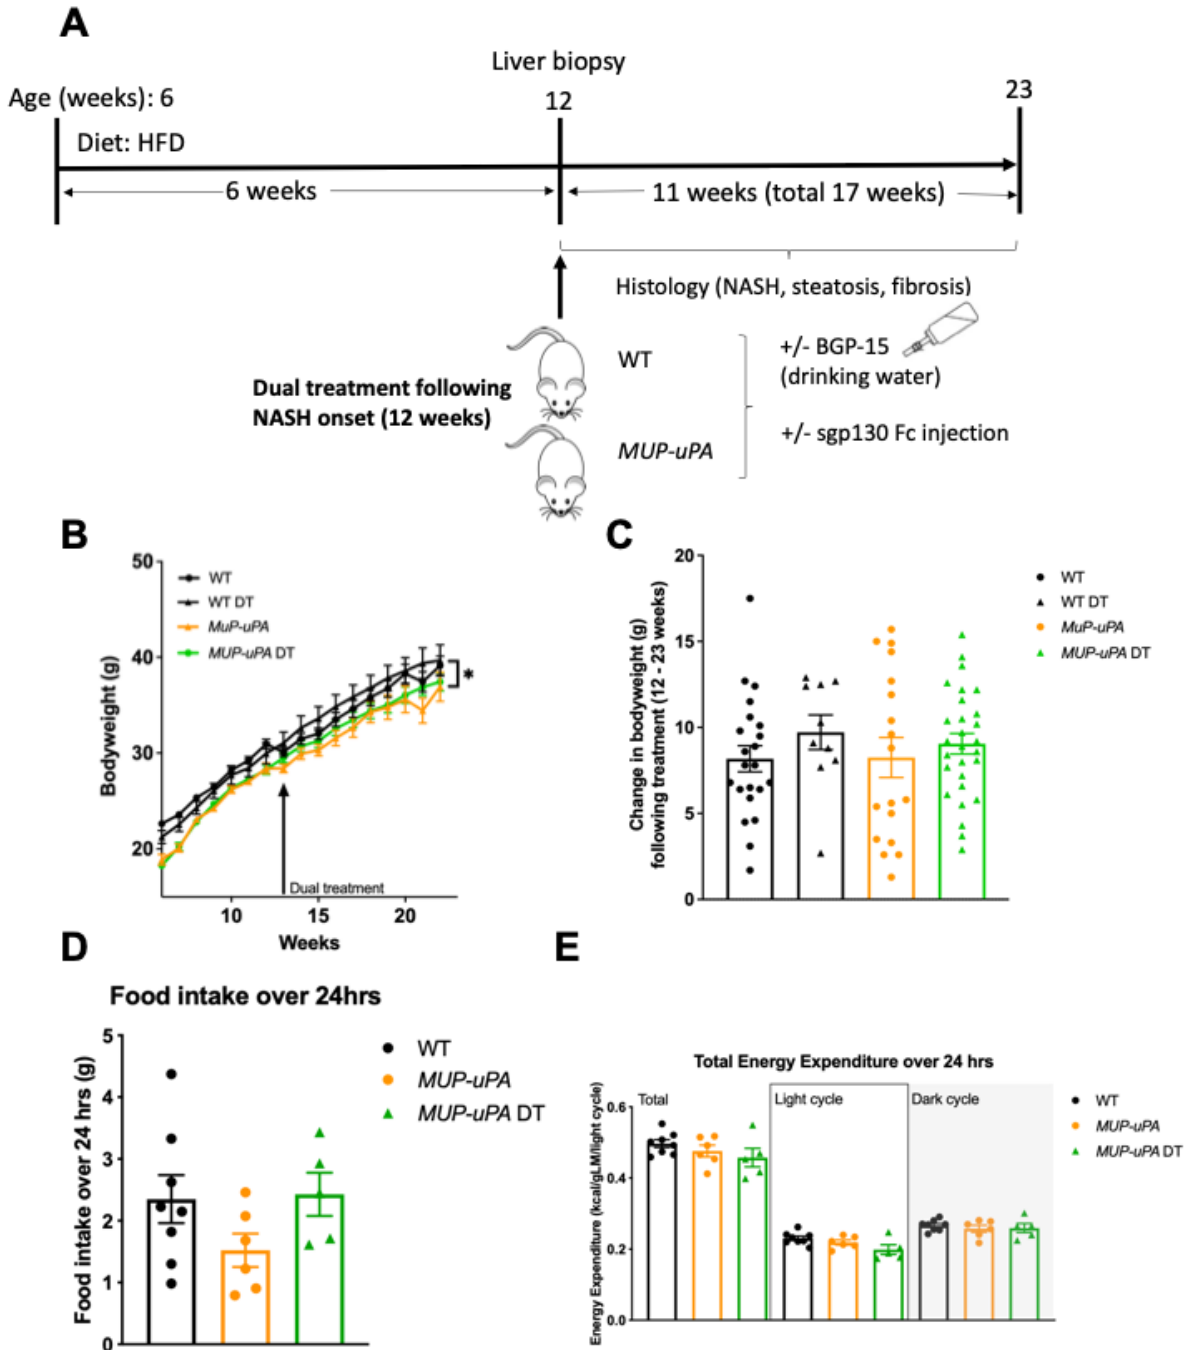 A
Liver biopsy
Age (weeks): 6
12
23
Diet: HFD
6 weeks
11 weeks (total 17 weeks)
Histology (NASH, steatosis, fibrosis)
WT
+/- BGP-15
(drinking water)
Dual treatment following
NASH onset (12 weeks)
+/- sgp130 Fc injection
MUP-uPA
B
50
40
30
20
Bodyweight (g)
WT
WT DT
MuP-uPA
MUP-uPA DT
*
Dual treatment
10
15
20
Weeks
C
20
15
10
5
0
Change in bodyweight (g)
following treatment (12 - 23 weeks)
WT
WT DT
MuP-uPA
MUP-uPA DT
D
Food intake over 24hrs
5
4
3
2
1
0
Food intake over 24 hrs (g)
WT
MUP-uPA
MUP-uPA DT
E
Total Energy Expenditure over 24 hrs
0.6
0.4
0.2
0.0
Energy Expenditure (kcal/gLM/light cycle)
Total
Light cycle
Dark cycle
WT
MUP-uPA
MUP-uPA DT